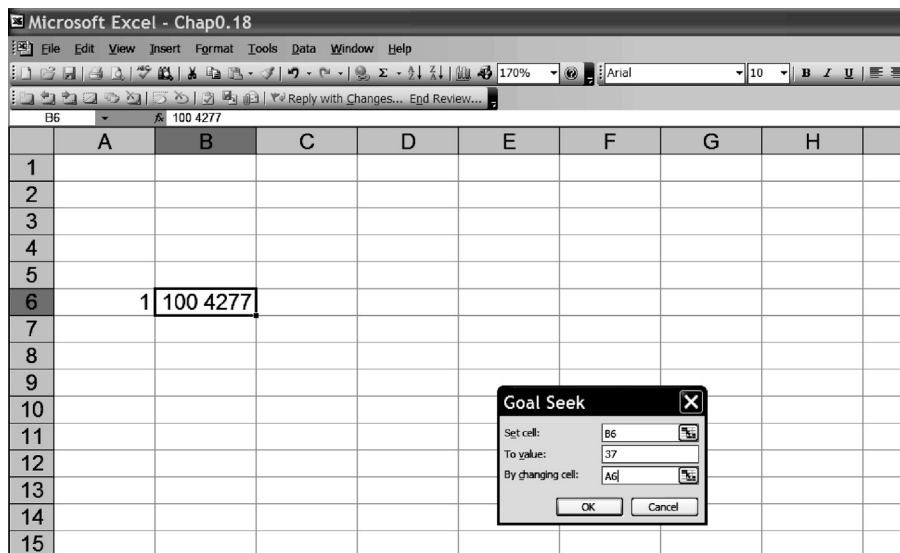 Microsoft Excel - Chap0.18
File Edit View Insert Format Tools Data Window Help
170% Arial 10 B I U
Reply with Changes... End Review...
B6 fx 100 4277
A B C D E F G H
1
2
3
4
5
6 1 100 4277
7
8
9
10
11
12
13
14
15
Goal Seek
Set cell: B6
To value: 37
By changing cell: A6
OK Cancel